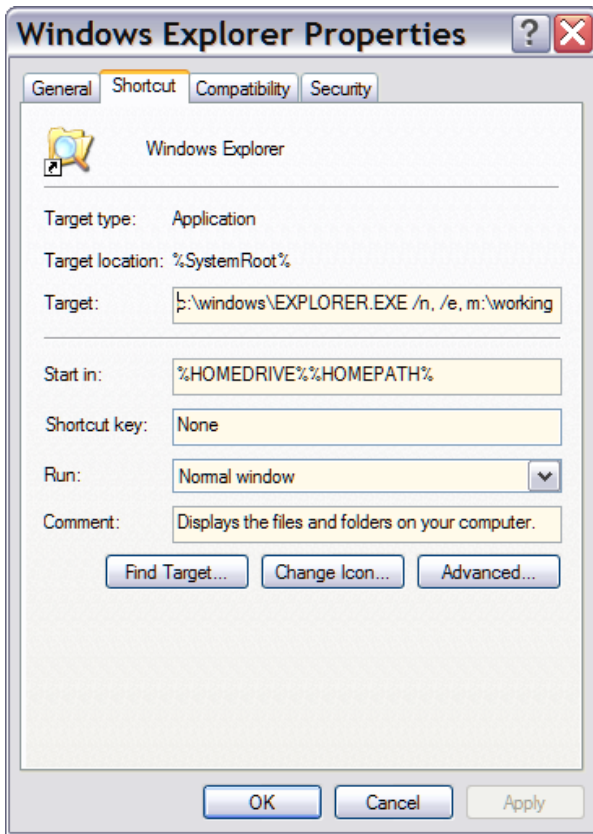 Windows Explorer Properties ? X
General Shortcut Compatibility Security
Windows Explorer
Target type: Application
Target location: %SystemRoot%
Target: c:\windows\EXPLORER.EXE /n, /e, m:\working
Start in: %HOMEDRIVE%%HOMEPATH%
Shortcut key: None
Run: Normal window
Comment: Displays the files and folders on your computer.
Find Target... Change Icon... Advanced...
OK Cancel Apply